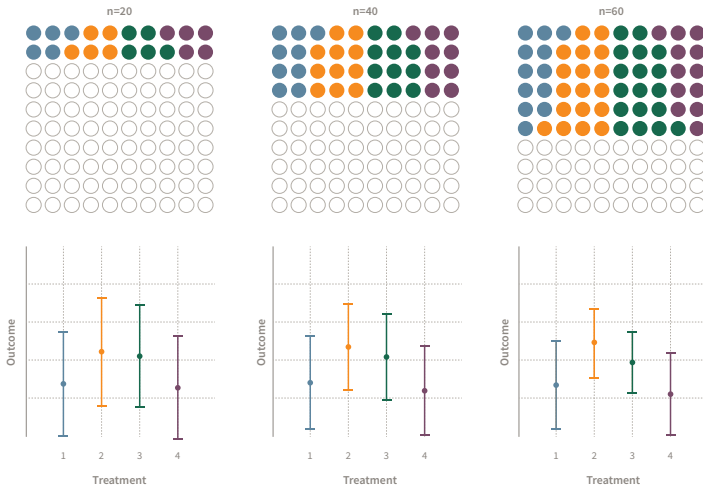 n=20
n=40
n=60
Outcome
Outcome
Outcome
1 2 3 4
1 2 3 4
1 2 3 4
Treatment
Treatment
Treatment